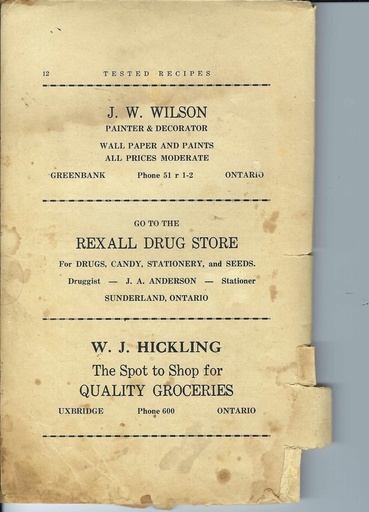 12 TESTED RECIPES
J. W. WILSON
PAINTER & DECORATOR
WALL PAPER AND PAINTS
ALL PRICES MODERATE
GREENBANK Phone 51 r 1-2 ONTARIO
GO TO THE
REXALL DRUG STORE
For DRUGS, CANDY, STATIONERY, and SEEDS.
Druggist — J. A. ANDERSON — Stationer
SUNDERLAND, ONTARIO
W. J. HICKLING
The Spot to Shop for
QUALITY GROCERIES
UXBRIDGE Phone 600 ONTARIO